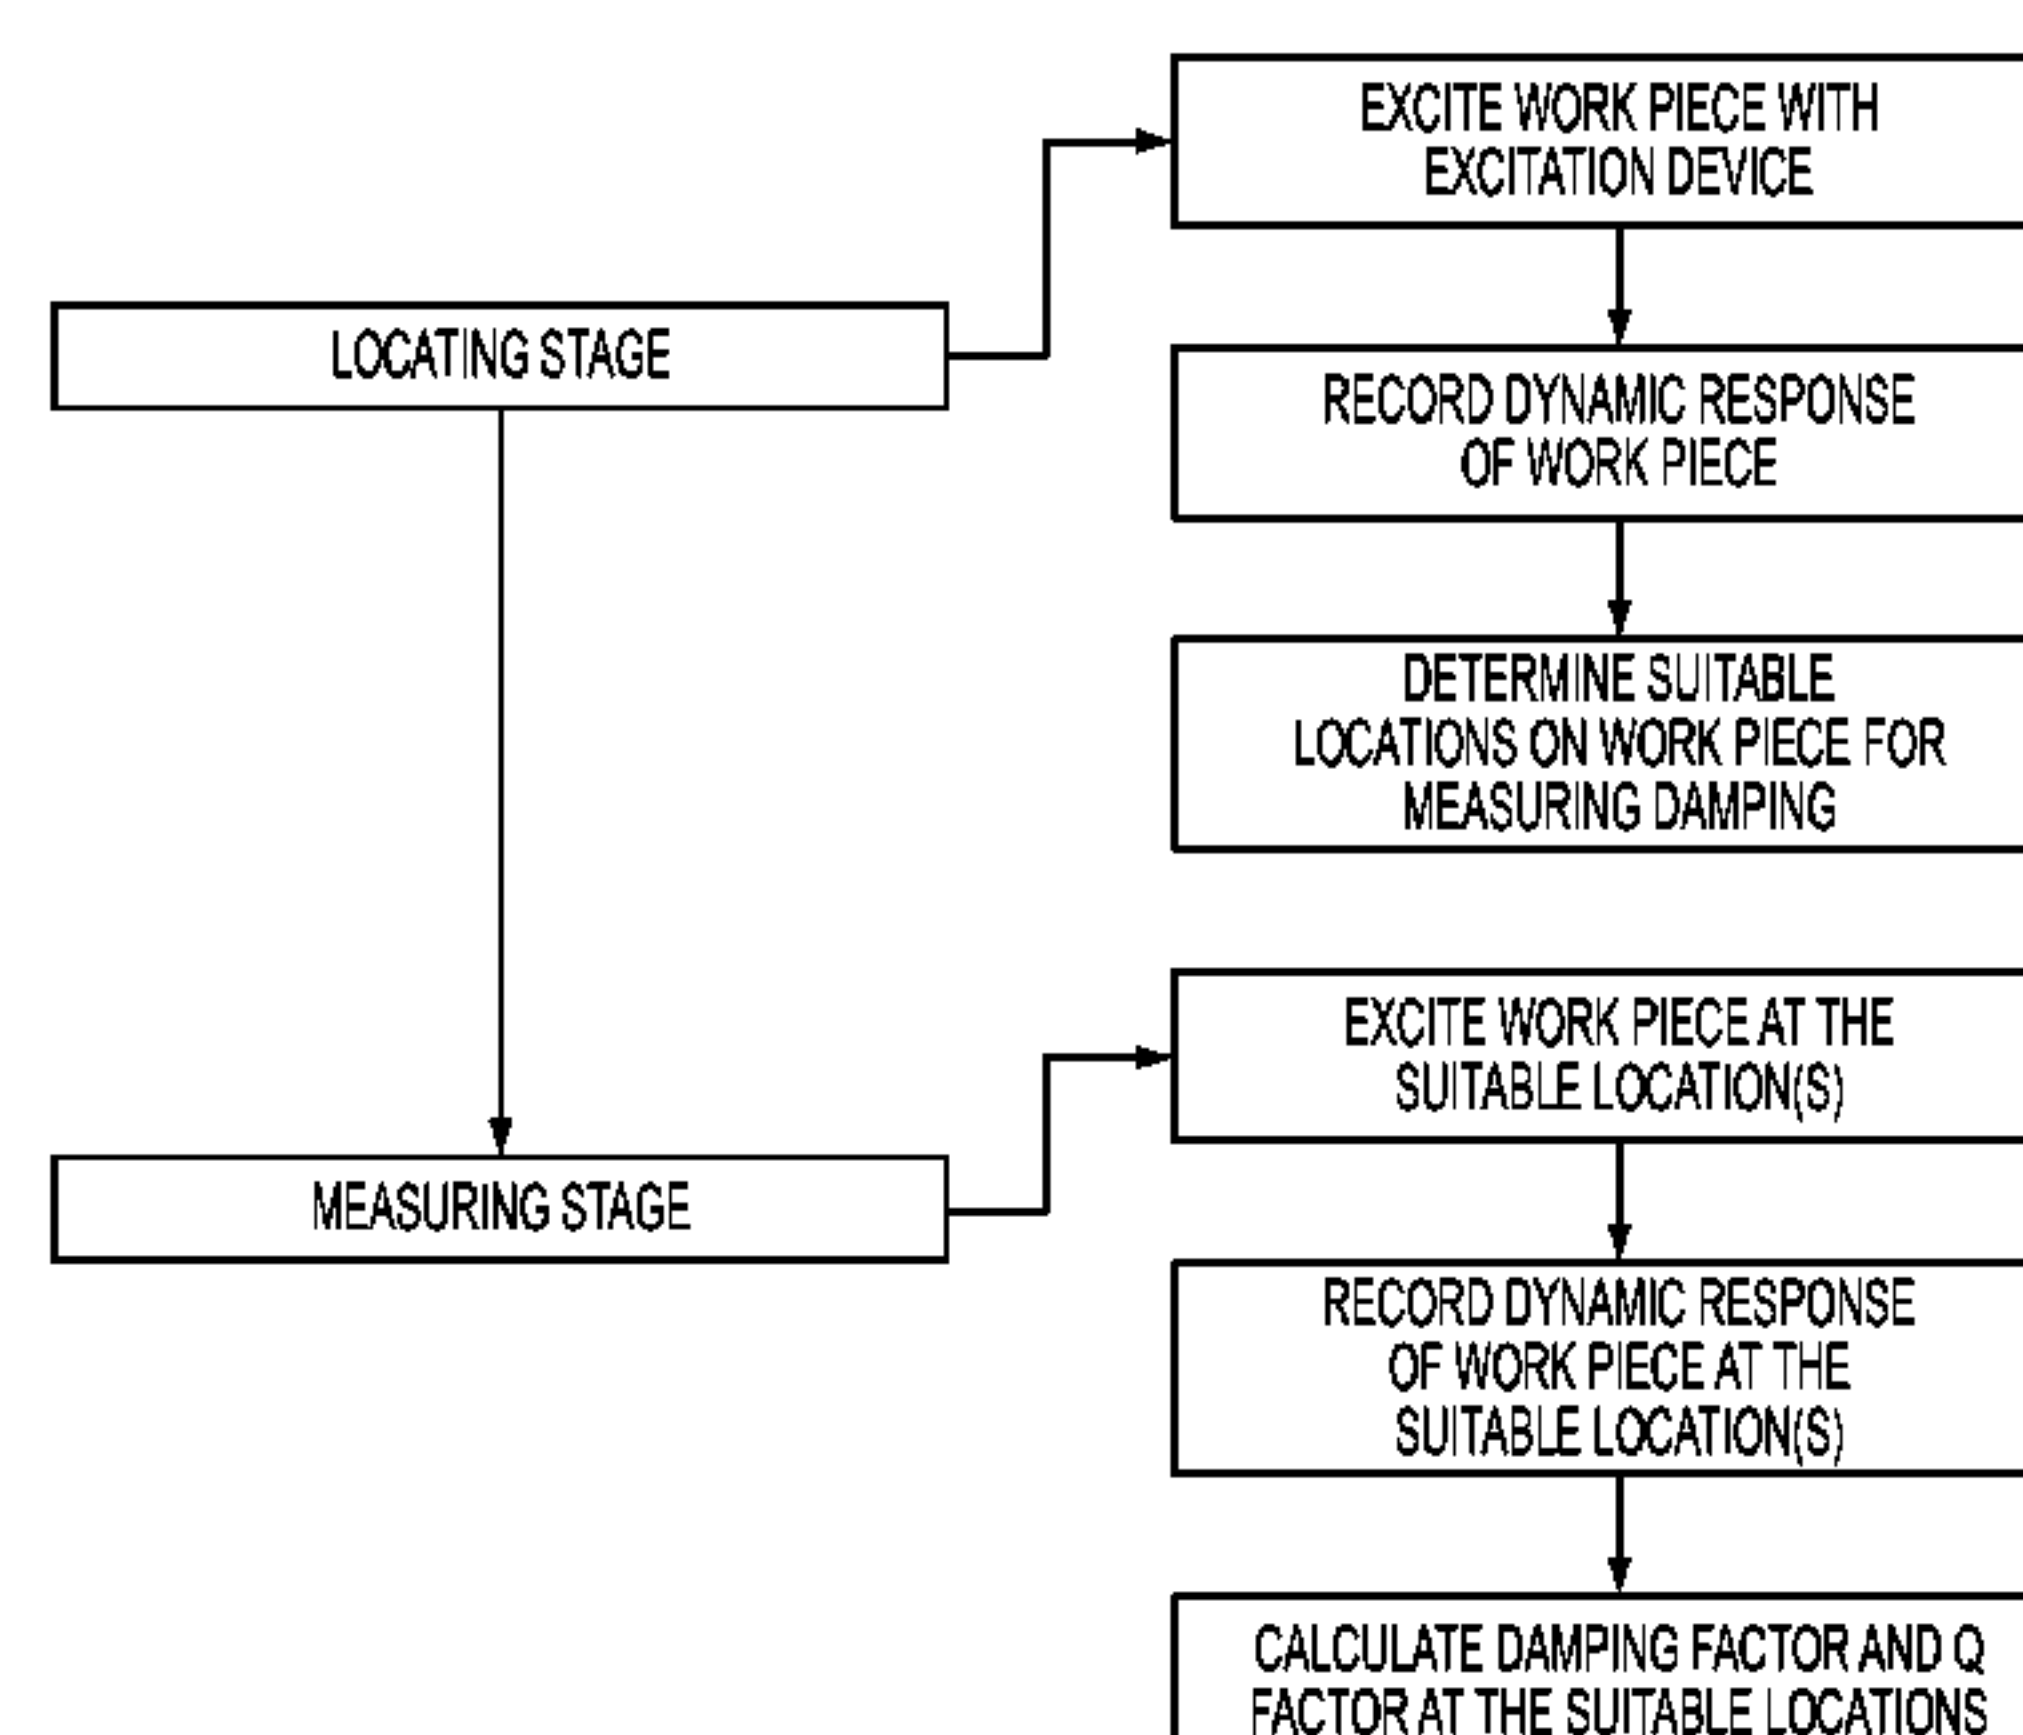 EXCITE WORK PIECE WITH
EXCITATION DEVICE
LOCATING STAGE
RECORD DYNAMIC RESPONSE
OF WORK PIECE
DETERMINE SUITABLE
LOCATIONS ON WORK PIECE FOR
MEASURING DAMPING
EXCITE WORK PIECE AT THE
SUITABLE LOCATION(S)
MEASURING STAGE
RECORD DYNAMIC RESPONSE
OF WORK PIECE AT THE
SUITABLE LOCATION(S)
CALCULATE DAMPING FACTOR AND Q
FACTOR AT THE SUITABLE LOCATIONS